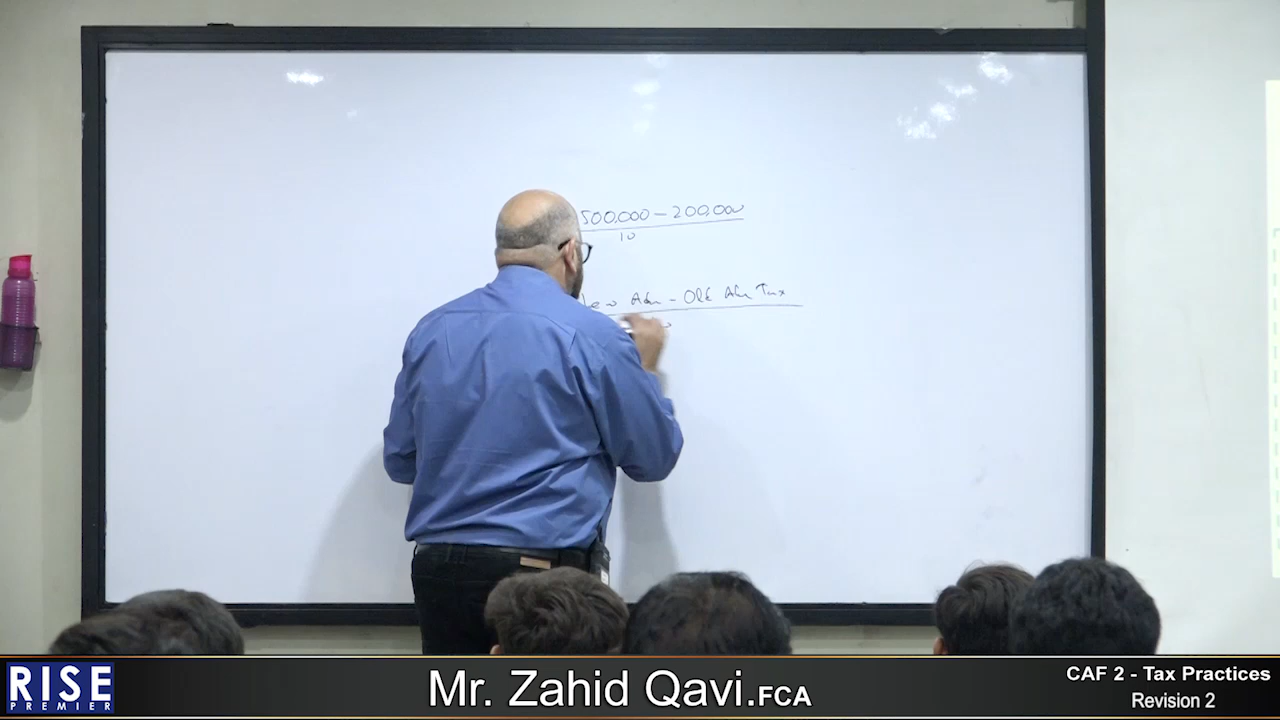 500,000 - 200,000
10
Adv - Old Adv Tax
RISE
PREMIER
Mr. Zahid Qavi.FCA
CAF 2 - Tax Practices
Revision 2